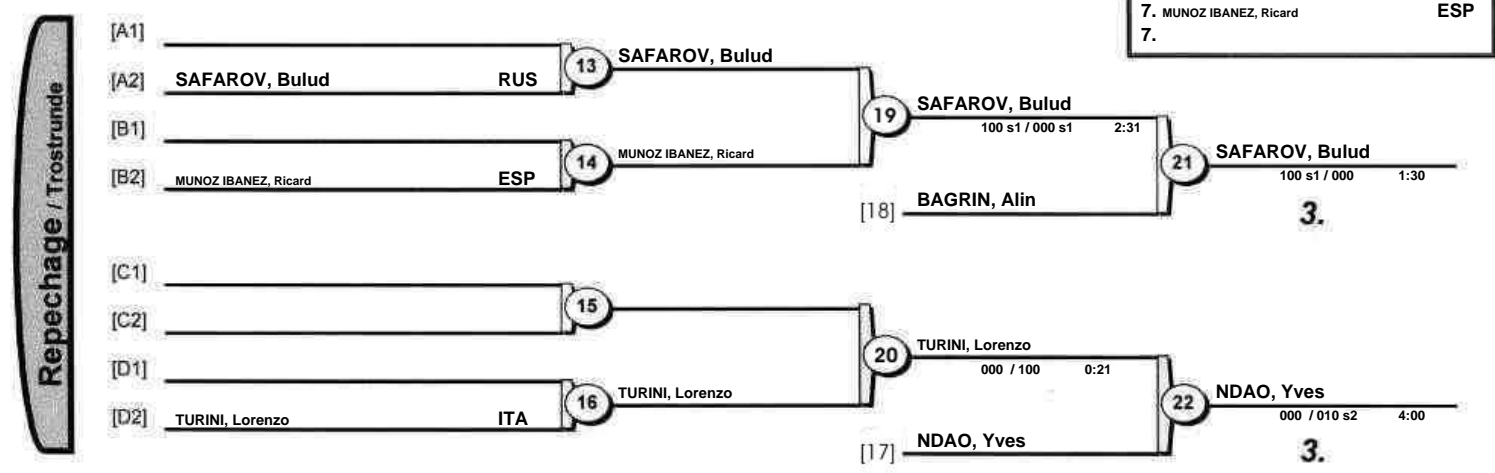 7. MUNOZ IBANEZ, Ricard ESP
7.
Repechage / Trostrunde
[A1]
[A2] SAFAROV, Bulud RUS
13 SAFAROV, Bulud
[B1]
[B2] MUNOZ IBANEZ, Ricard ESP
14 MUNOZ IBANEZ, Ricard
19 SAFAROV, Bulud
100 s1 / 000 s1 2:31
[18] BAGRIN, Alin
21 SAFAROV, Bulud
100 s1 / 000 1:30
3.
[C1]
[C2]
15
[D1]
[D2] TURINI, Lorenzo ITA
16 TURINI, Lorenzo
20 TURINI, Lorenzo
000 / 100 0:21
[17] NDAO, Yves
22 NDAO, Yves
000 / 010 s2 4:00
3.